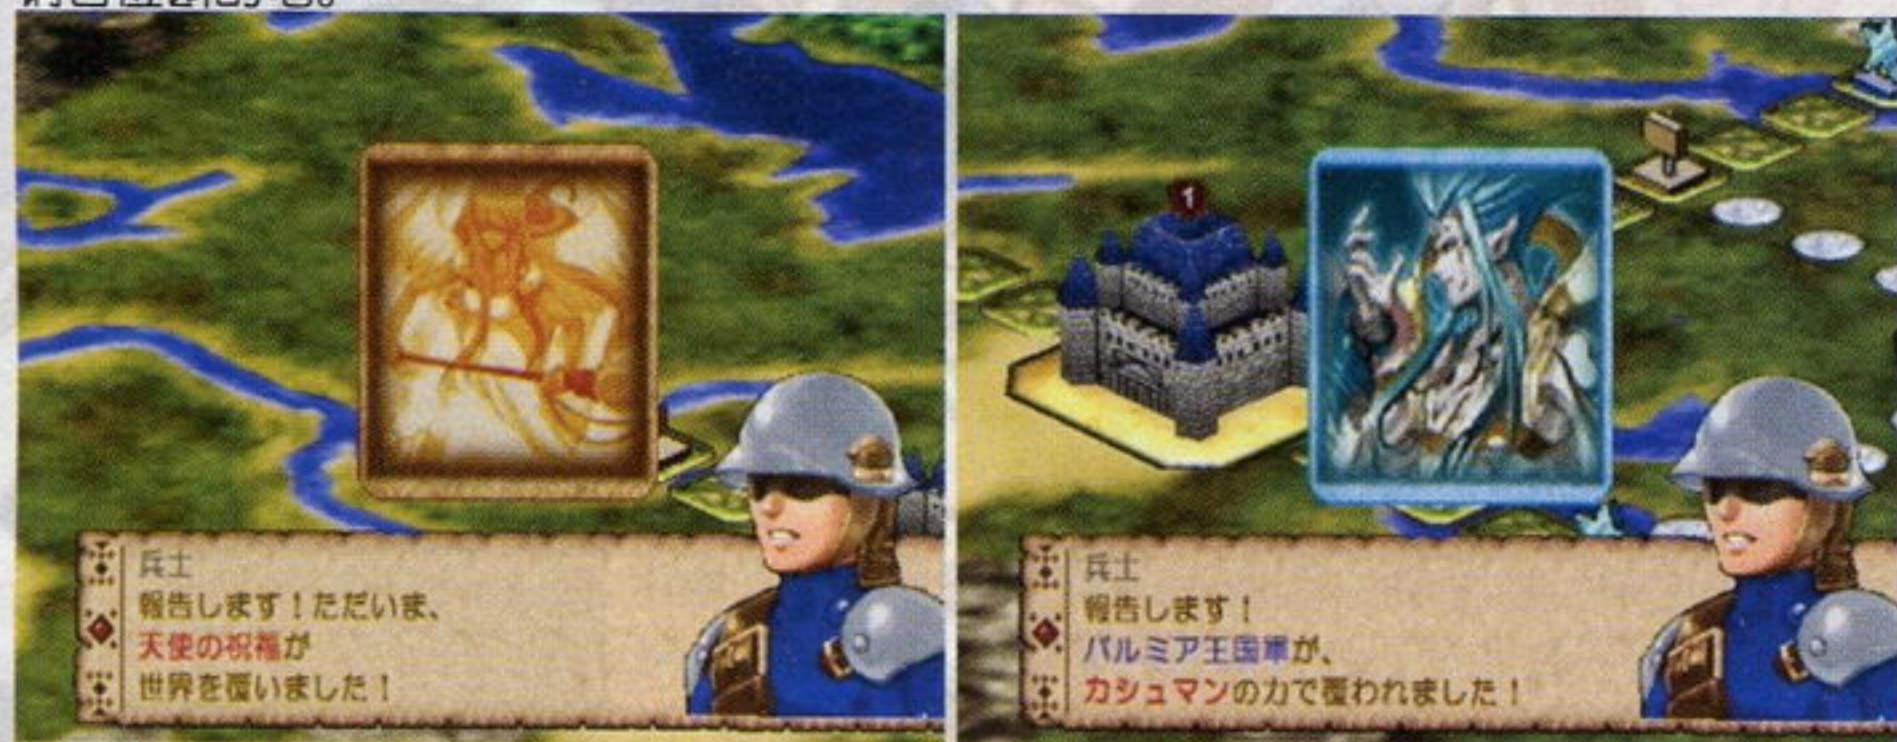 兵士
報告します!ただいま、
天使の祝福が
世界を覆いました!
1
兵士
報告します!
パルミア王国軍が、
カシュマンの力で覆われました!